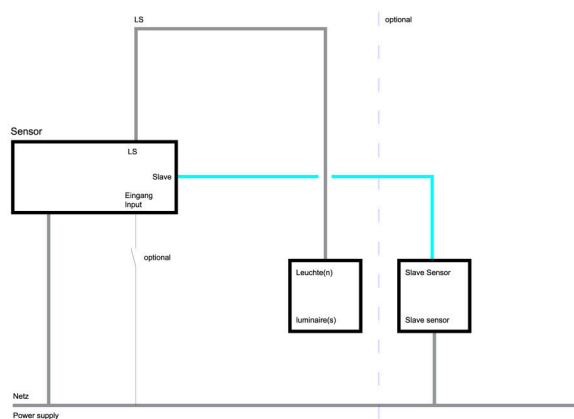 LS
optional
Sensor
LS
Slave
Eingang
Input
optional
Leuchte(n)
luminaire(s)
Slave Sensor
Slave sensor
Netz
Power supply